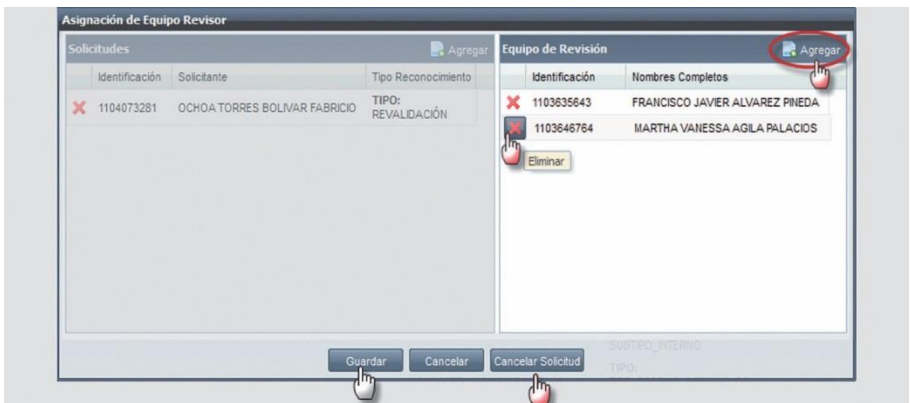 Asignación de Equipo Revisor
Solicitudes
Agregar
Identificación Solicitante Tipo Reconocimiento
1104073281 OCHOA TORRES BOLIVAR FABRICIO TIPO:
REVALIDACIÓN
Equipo de Revisión
Agregar
Identificación Nombres Completos
1103635643 FRANCISCO JAVIER ALVAREZ PINEDA
1103646764 MARTHA VANESSA AGILA PALACIOS
Eliminar
SUBTIPO_INTERNO
TIPO:
Guardar Cancelar Cancelar Solicitud